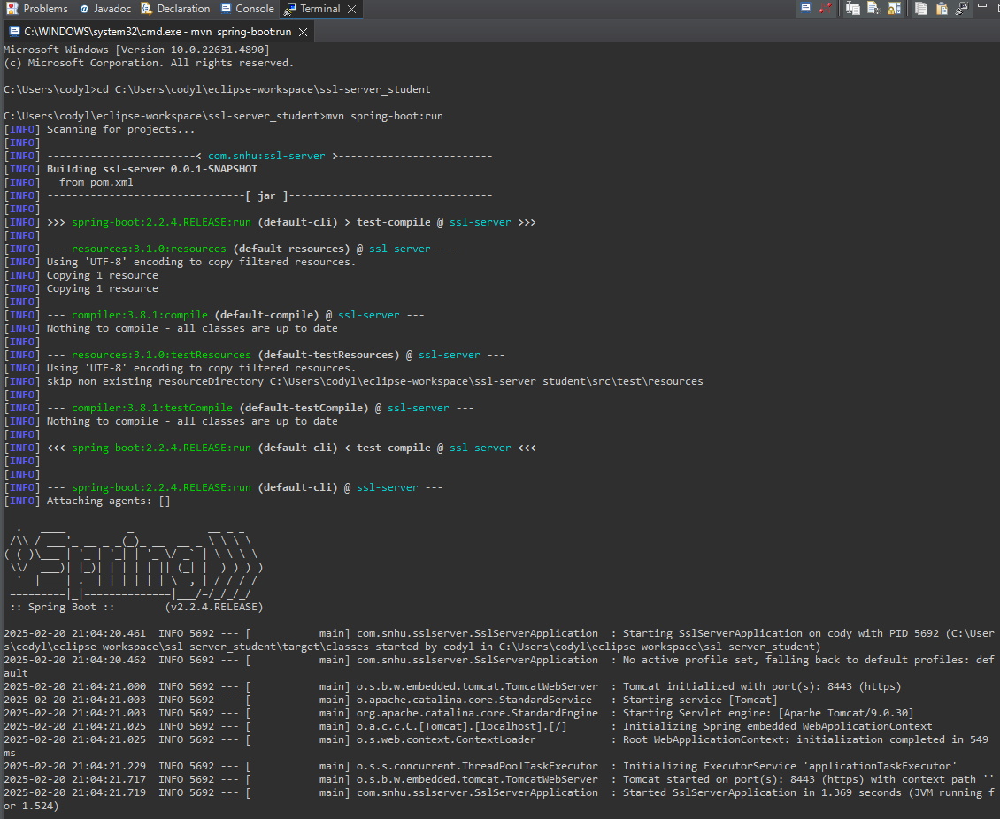 Problems @ Javadoc Declaration Console Terminal
C:\WINDOWS\system32\cmd.exe - mvn  spring-boot:run
Microsoft Windows [Version 10.0.22631.4890]
(c) Microsoft Corporation. All rights reserved.
C:\Users\codyl>cd C:\Users\codyl\eclipse-workspace\ssl-server_student
C:\Users\codyl\eclipse-workspace\ssl-server_student>mvn spring-boot:run
[INFO] Scanning for projects...
[INFO]
[INFO] ------------------------< com.snhu:ssl-server >-------------------------
[INFO] Building ssl-server 0.0.1-SNAPSHOT
[INFO]   from pom.xml
[INFO] --------------------------------[ jar ]---------------------------------
[INFO]
[INFO] >>> spring-boot:2.2.4.RELEASE:run (default-cli) > test-compile @ ssl-server >>>
[INFO]
[INFO] --- resources:3.1.0:resources (default-resources) @ ssl-server ---
[INFO] Using 'UTF-8' encoding to copy filtered resources.
[INFO] Copying 1 resource
[INFO] Copying 1 resource
[INFO]
[INFO] --- compiler:3.8.1:compile (default-compile) @ ssl-server ---
[INFO] Nothing to compile - all classes are up to date
[INFO]
[INFO] --- resources:3.1.0:testResources (default-testResources) @ ssl-server ---
[INFO] Using 'UTF-8' encoding to copy filtered resources.
[INFO] skip non existing resourceDirectory C:\Users\codyl\eclipse-workspace\ssl-server_student\src\test\resources
[INFO]
[INFO] --- compiler:3.8.1:testCompile (default-testCompile) @ ssl-server ---
[INFO] Nothing to compile - all classes are up to date
[INFO]
[INFO] <<< spring-boot:2.2.4.RELEASE:run (default-cli) < test-compile @ ssl-server <<<
[INFO]
[INFO]
[INFO] --- spring-boot:2.2.4.RELEASE:run (default-cli) @ ssl-server ---
[INFO] Attaching agents: []
  .   ____          _            __ _ _
 /\\ / ___'_ __ _ _(_)_ __  __ _ \ \ \ \
( ( )\___ | '_ | '_| | '_ \/ _` | \ \ \ \
 \\/  ___)| |_)| | | | | || (_| |  ) ) ) )
  '  |____| .__|_| |_|_| |_\__, | / / / /
 =========|_|==============|___/=/_/_/_/
 :: Spring Boot ::        (v2.2.4.RELEASE)
2025-02-20 21:04:20.461  INFO 5692 --- [           main] com.snhu.sslserver.SslServerApplication  : Starting SslServerApplication on cody with PID 5692 (C:\User
s\codyl\eclipse-workspace\ssl-server_student\target\classes started by codyl in C:\Users\codyl\eclipse-workspace\ssl-server_student)
2025-02-20 21:04:20.462  INFO 5692 --- [           main] com.snhu.sslserver.SslServerApplication  : No active profile set, falling back to default profiles: def
ault
2025-02-20 21:04:21.000  INFO 5692 --- [           main] o.s.b.w.embedded.tomcat.TomcatWebServer  : Tomcat initialized with port(s): 8443 (https)
2025-02-20 21:04:21.003  INFO 5692 --- [           main] o.apache.catalina.core.StandardService   : Starting service [Tomcat]
2025-02-20 21:04:21.003  INFO 5692 --- [           main] org.apache.catalina.core.StandardEngine  : Starting Servlet engine: [Apache Tomcat/9.0.30]
2025-02-20 21:04:21.025  INFO 5692 --- [           main] o.a.c.c.C.[Tomcat].[localhost].[/]       : Initializing Spring embedded WebApplicationContext
2025-02-20 21:04:21.025  INFO 5692 --- [           main] o.s.web.context.ContextLoader            : Root WebApplicationContext: initialization completed in 549
ms
2025-02-20 21:04:21.229  INFO 5692 --- [           main] o.s.s.concurrent.ThreadPoolTaskExecutor  : Initializing ExecutorService 'applicationTaskExecutor'
2025-02-20 21:04:21.717  INFO 5692 --- [           main] o.s.b.w.embedded.tomcat.TomcatWebServer  : Tomcat started on port(s): 8443 (https) with context path ''
2025-02-20 21:04:21.719  INFO 5692 --- [           main] com.snhu.sslserver.SslServerApplication  : Started SslServerApplication in 1.369 seconds (JVM running f
or 1.524)